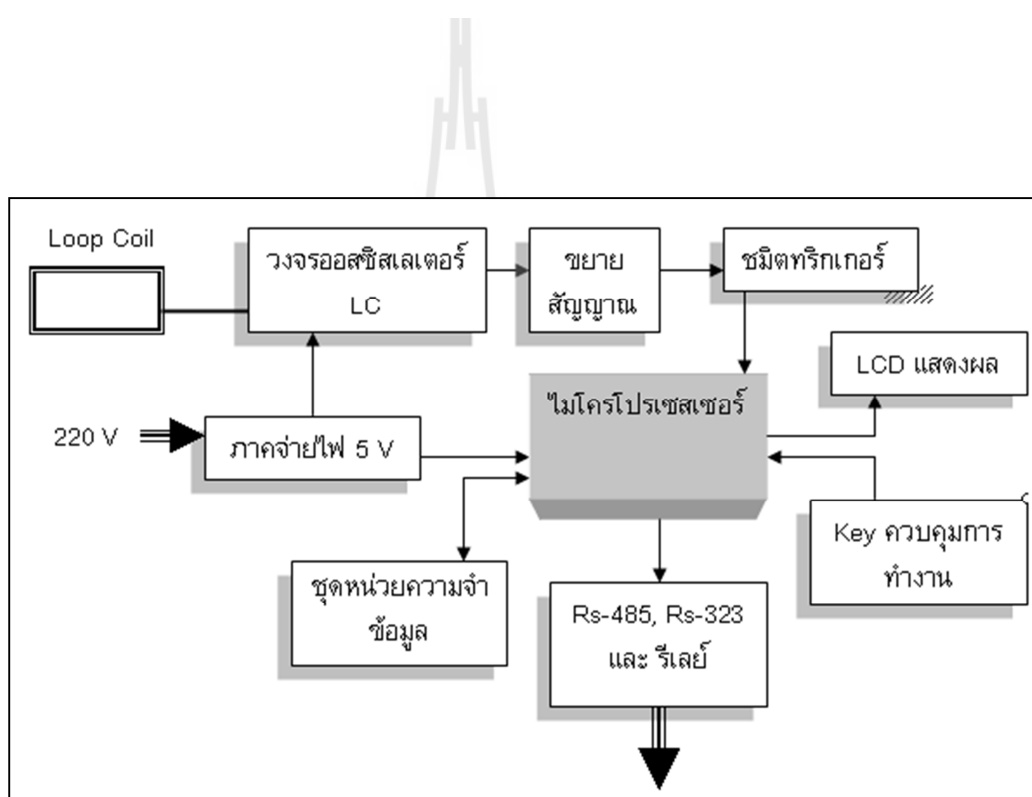 Loop Coil
วงจรออสซิสเลเตอร์
LC
ขยาย
สัญญาณ
ชมิตทริกเกอร์
LCD แสดงผล
ไมโครโปรเซสเซอร์
220 V
ภาคจ่ายไฟ 5 V
Key ควบคุมการ
ทำงาน
ชุดหน่วยความจำ
ข้อมูล
Rs-485, Rs-323
และ รีเลย์